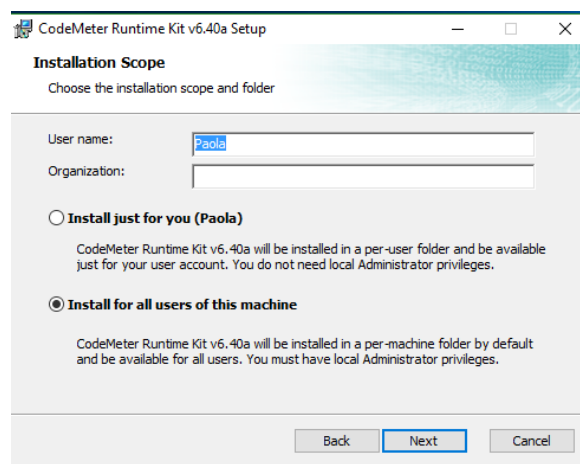 CodeMeter Runtime Kit v6.40a Setup
Installation Scope
Choose the installation scope and folder
User name:
Paola
Organization:
Install just for you (Paola)
CodeMeter Runtime Kit v6.40a will be installed in a per-user folder and be available
just for your user account. You do not need local Administrator privileges.
Install for all users of this machine
CodeMeter Runtime Kit v6.40a will be installed in a per-machine folder by default
and be available for all users. You must have local Administrator privileges.
Back
Next
Cancel